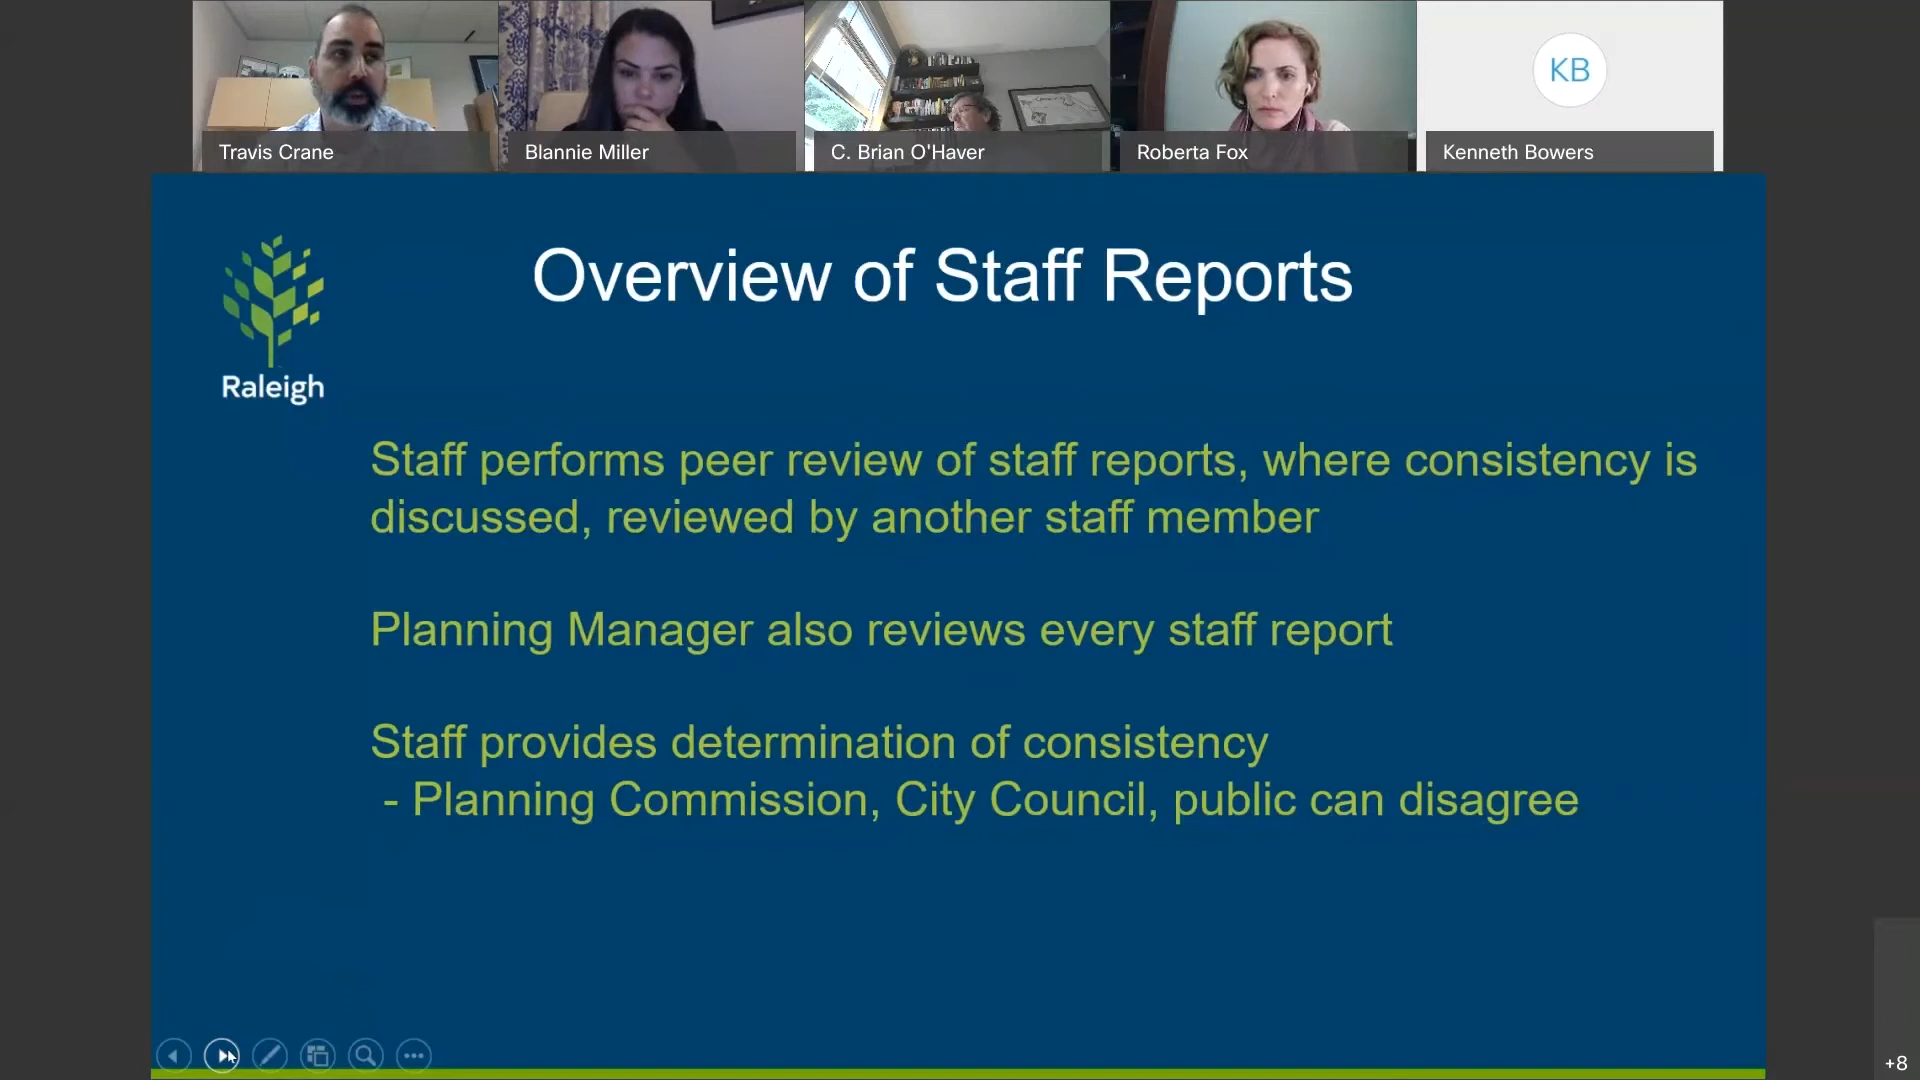 Travis Crane
Blannie Miller
C. Brian O'Haver
Roberta Fox
KB
Kenneth Bowers
Overview of Staff Reports
Raleigh
Staff performs peer review of staff reports, where consistency is
discussed, reviewed by another staff member
Planning Manager also reviews every staff report
Staff provides determination of consistency
- Planning Commission, City Council, public can disagree
+8